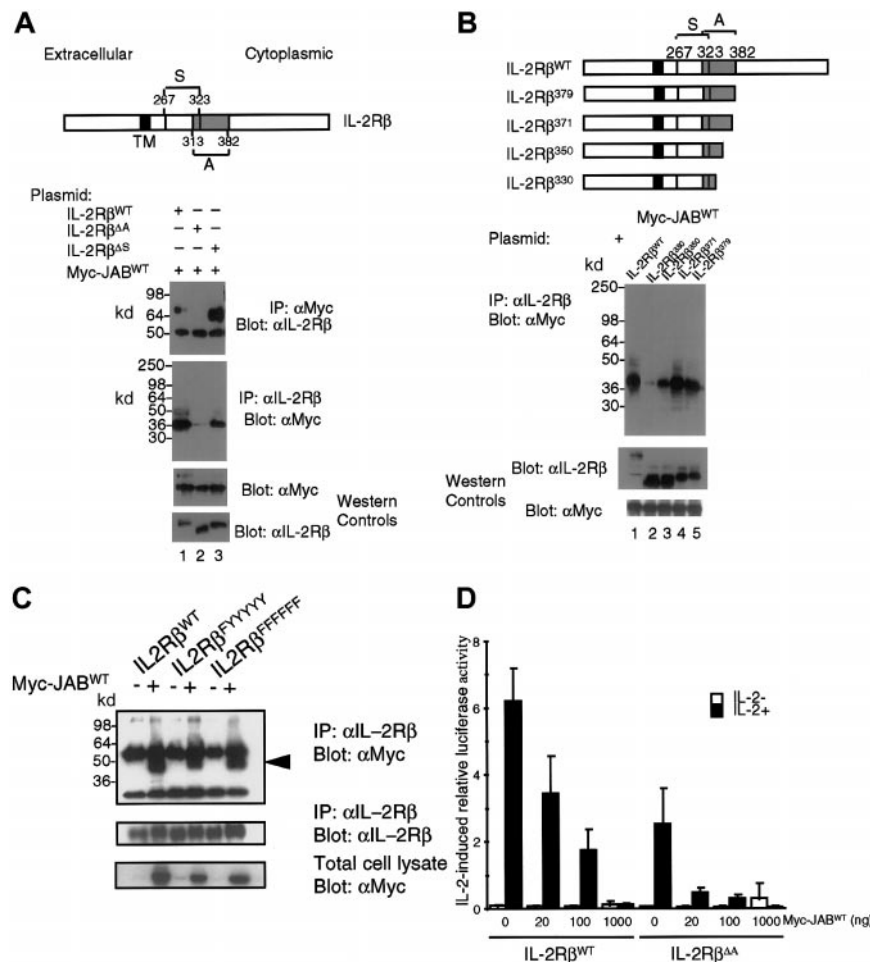 A
Extracellular Cytoplasmic
S
267 323
IL-2Rβ
TM 313 382
A
Plasmid:
IL-2Rβ^WT + – –
IL-2Rβ^ΔA – + –
IL-2Rβ^ΔS – – +
Myc-JAB^WT + + +
98
kd 64
50
IP: αMyc
Blot: αIL-2Rβ
250
98
kd 64
50
36
30
IP: αIL-2Rβ
Blot: αMyc
Blot: αMyc
Western
Controls
Blot: αIL-2Rβ
1 2 3
B
A
S
267 323 382
IL-2Rβ^WT
IL-2Rβ^379
IL-2Rβ^371
IL-2Rβ^350
IL-2Rβ^330
Myc-JAB^WT
Plasmid: +
IL-2Rβ^WT IL-2Rβ^330 IL-2Rβ^350 IL-2Rβ^371 IL-2Rβ^379
kd
250
IP: αIL-2Rβ
Blot: αMyc
98
64
50
36
30
Blot: αIL-2Rβ
Western
Controls
Blot: αMyc
1 2 3 4 5
C
IL2Rβ^WT IL2Rβ^FYYYYY IL2Rβ^FFFFFF
Myc-JAB^WT - + - + - +
kd
98
64
50
36
IP: αIL–2Rβ
Blot: αMyc
IP: αIL–2Rβ
Blot: αIL–2Rβ
Total cell lysate
Blot: αMyc
D
IL-2-induced relative luciferase activity
8
6
4
2
0
IL-2-
IL-2+
0 20 100 1000 0 20 100 1000 Myc-JAB^WT (ng)
IL-2Rβ^WT IL-2Rβ^ΔA